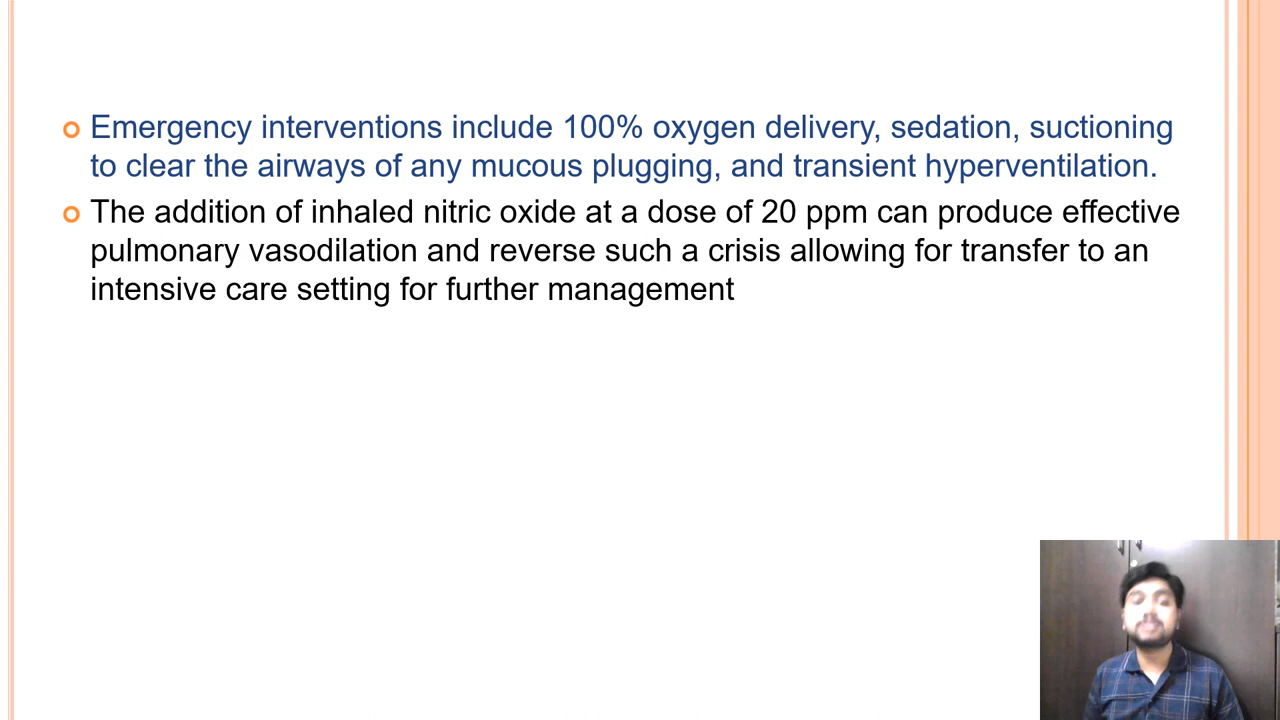 Emergency interventions include 100% oxygen delivery, sedation, suctioning
to clear the airways of any mucous plugging, and transient hyperventilation.
The addition of inhaled nitric oxide at a dose of 20 ppm can produce effective
pulmonary vasodilation and reverse such a crisis allowing for transfer to an
intensive care setting for further management